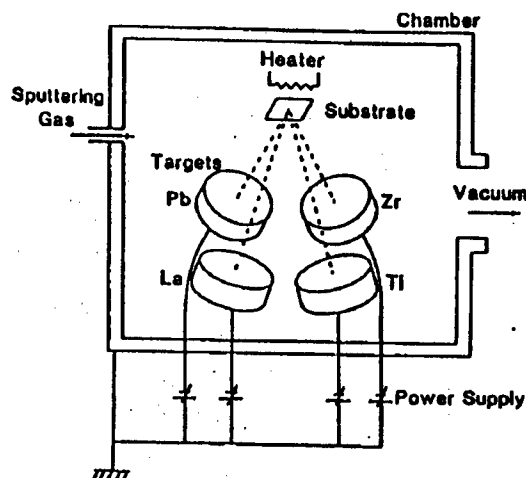 Chamber
Heater
Sputtering
Gas
Substrate
Targets
Pb
Zr
Vacuum
La
Ti
Power Supply